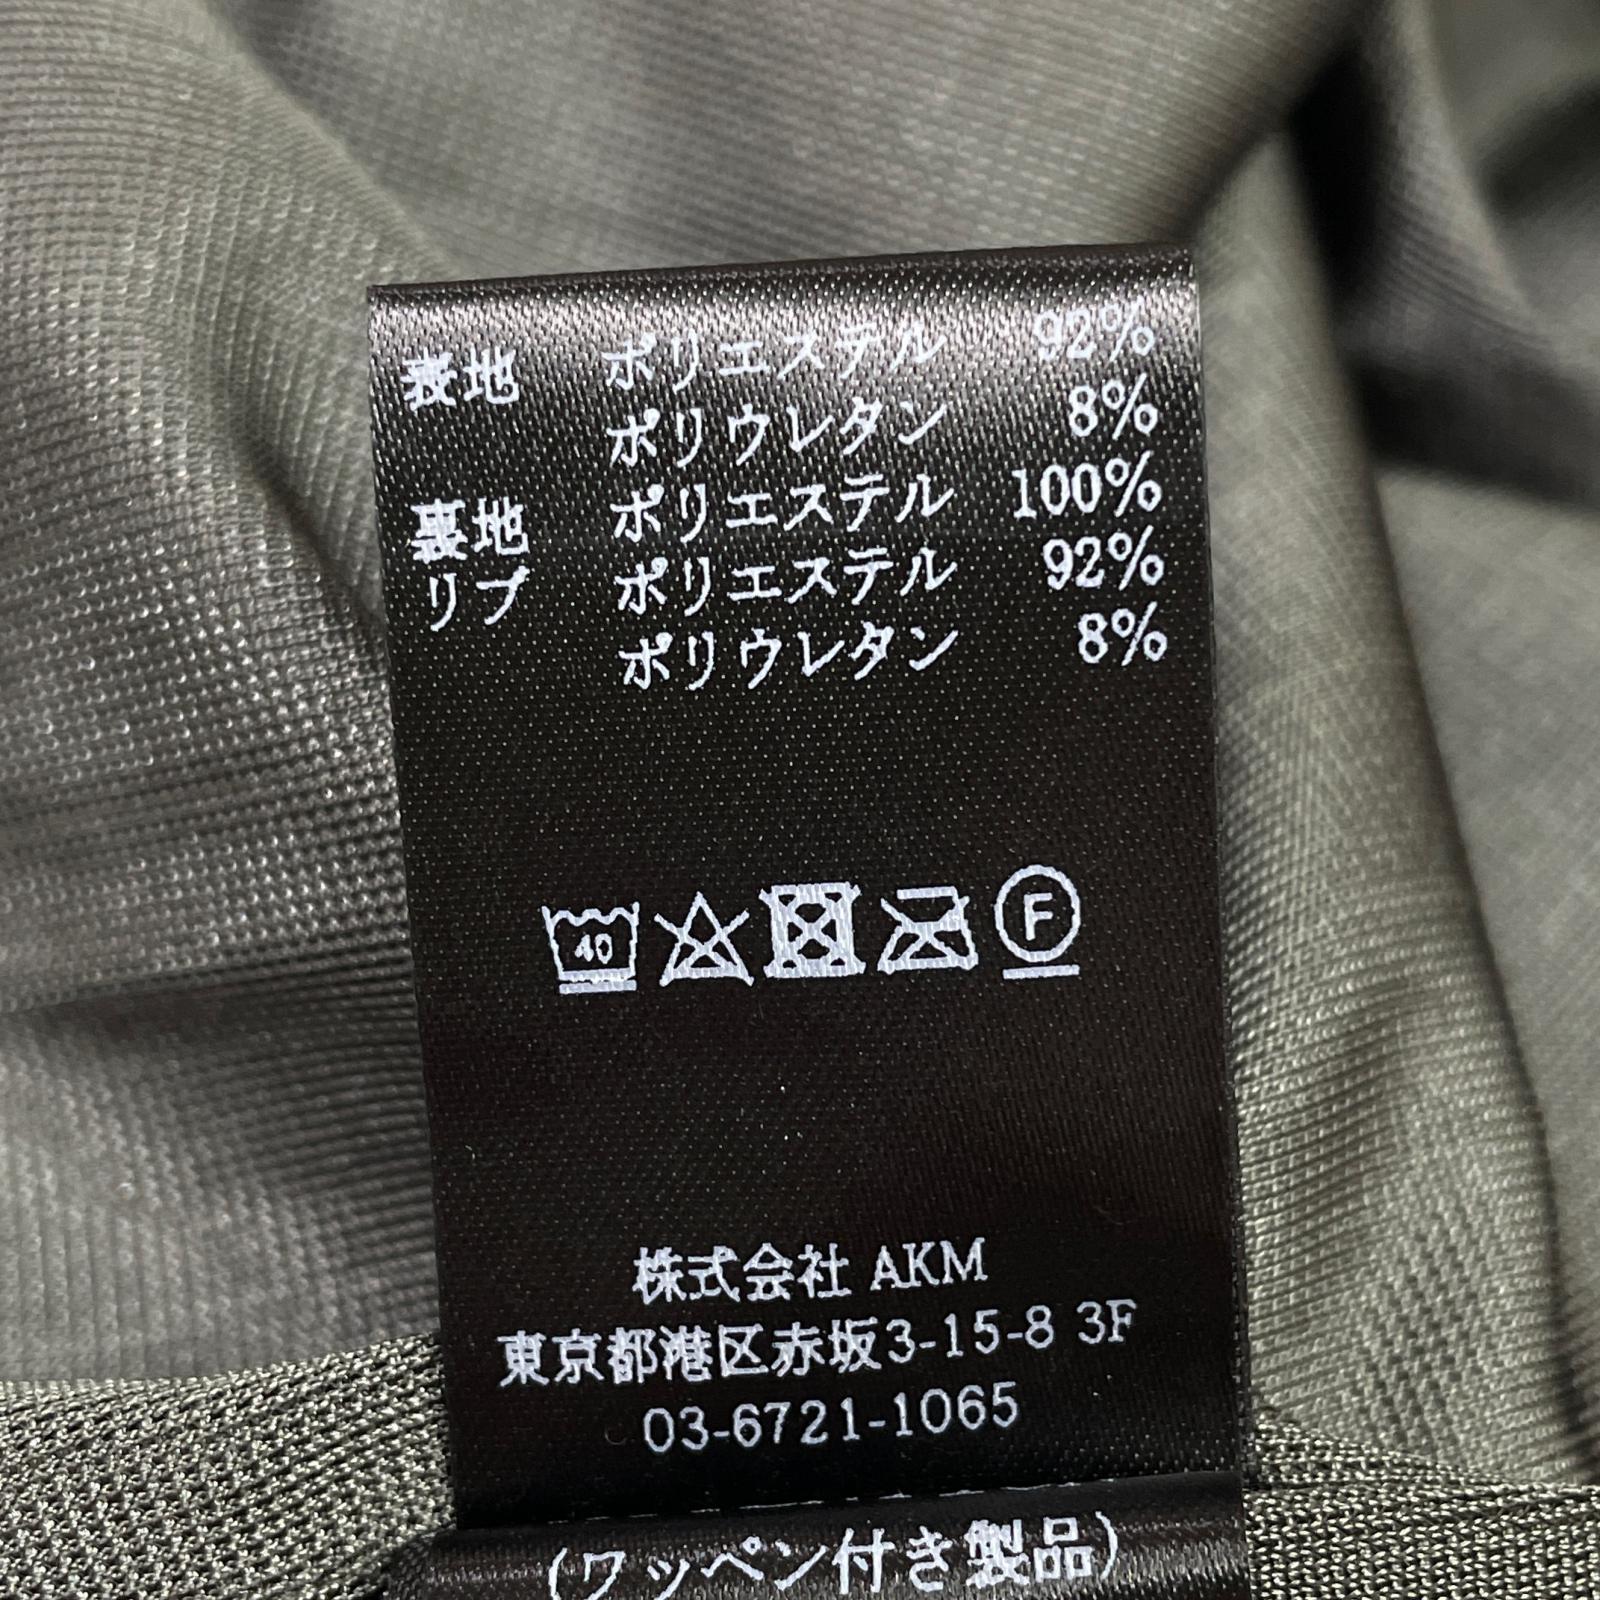 表地 ポリエステル 92%
ポリウレタン 8%
裏地 ポリエステル 100%
リブ ポリエステル 92%
ポリウレタン 8%
40 F
株式会社 AKM
東京都港区赤坂3-15-8 3F
03-6721-1065
(ワッペン付き製品)